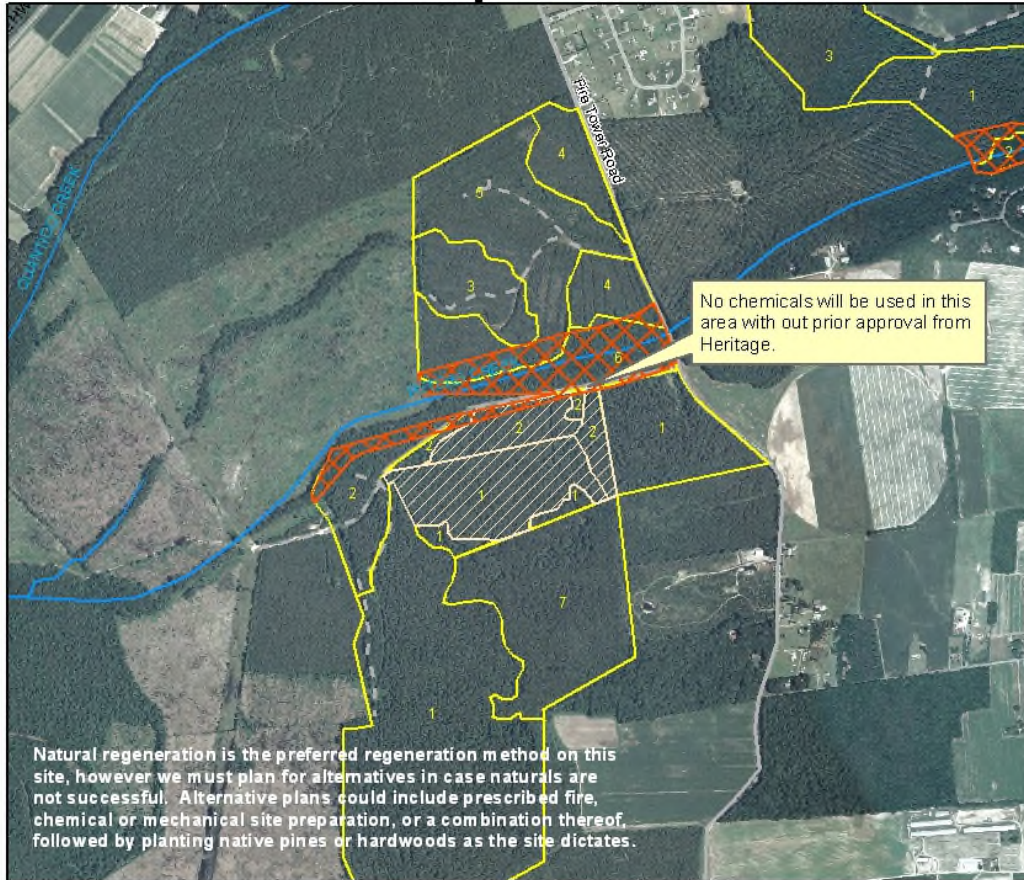 Fire Tower Road
3
1
2
4
5
QUANTICO CREEK
3
4
No chemicals will be used in this
area with out prior approval from
Heritage.
6
2
2
2
2
1
2
1
1
1
7
1
Natural regeneration is the preferred regeneration method on this
site, however we must plan for alternatives in case naturals are
not successful. Alternative plans could include prescribed fire,
chemical or mechanical site preparation, or a combination thereof,
followed by planting native pines or hardwoods as the site dictates.